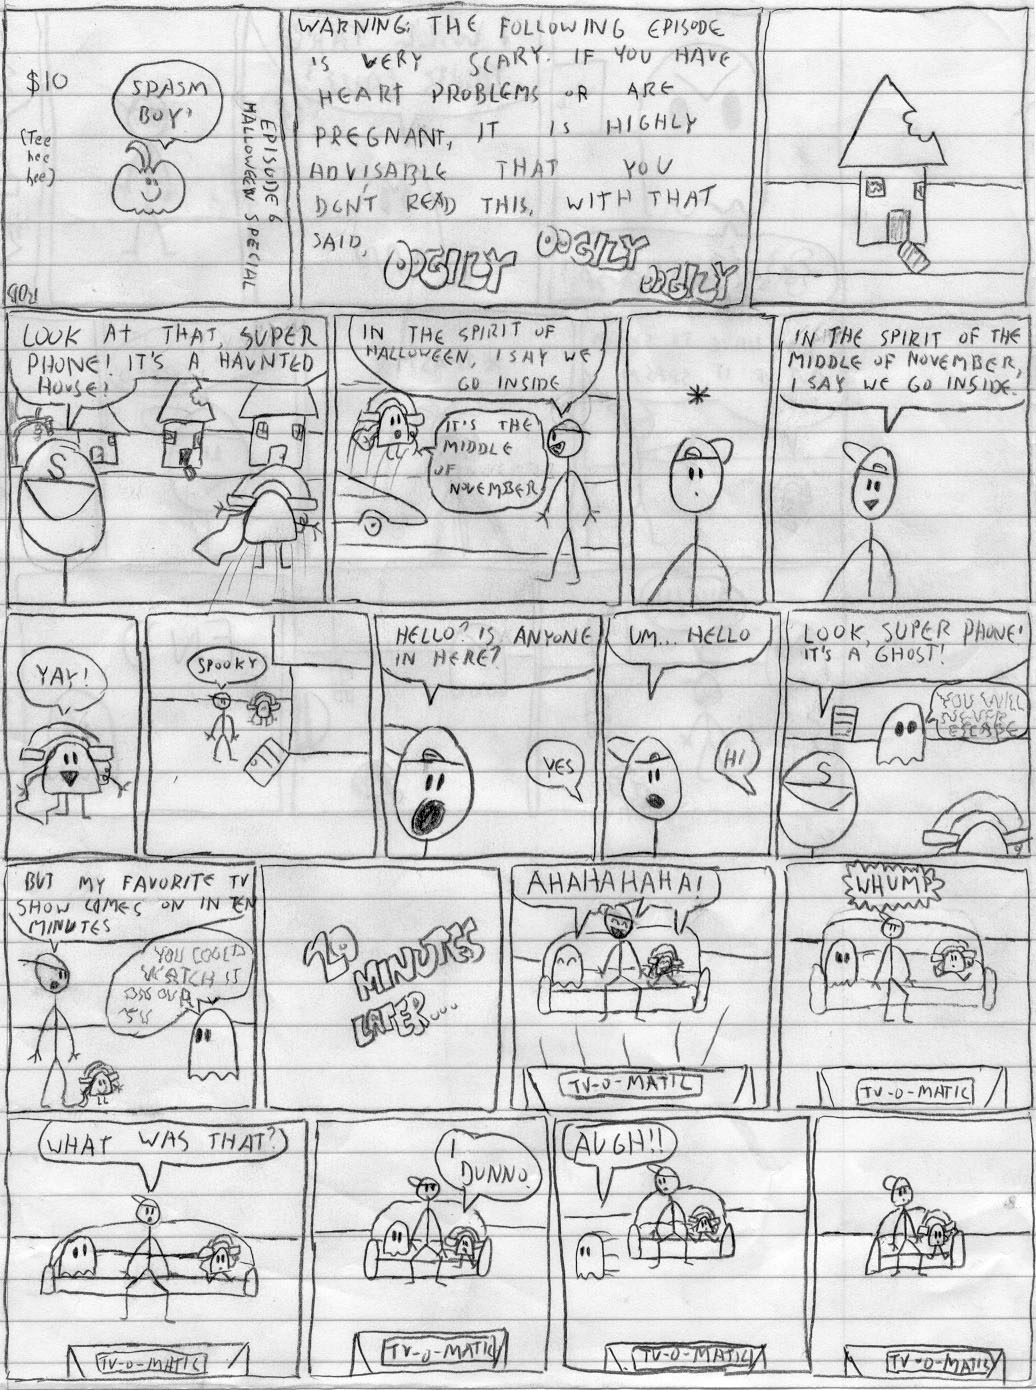 $10
(Tee
hee
hee)
SPASM
BOY!
EPISODE 6
HALLOWEEN SPECIAL
ROB
WARNING: THE FOLLOWING EPISODE
IS VERY SCARY. IF YOU HAVE
HEART PROBLEMS OR ARE
PREGNANT, IT IS HIGHLY
ADVISABLE THAT YOU
DON'T READ THIS. WITH THAT
SAID,
OOGILY
OOGILY
OOGILY
LOOK AT THAT, SUPER
PHONE! IT'S A HAUNTED
HOUSE!
S
IN THE SPIRIT OF
HALLOWEEN, I SAY WE
GO INSIDE
IT'S THE
MIDDLE
OF
NOVEMBER
*
IN THE SPIRIT OF THE
MIDDLE OF NOVEMBER,
I SAY WE GO INSIDE.
YAY!
SPOOKY
HELLO? IS ANYONE
IN HERE?
YES
UM... HELLO
HI
LOOK, SUPER PHONE!
IT'S A GHOST!
YOU WILL
NEVER
ESCAPE
S
BUT MY FAVORITE TV
SHOW COMES ON IN TEN
MINUTES
YOU COULD
WATCH IT
ON OUR
TV
20
MINUTES
LATER...
AHAHAHAHA!
TV-O-MATIC
WHUMP
TV-O-MATIC
WHAT WAS THAT?
TV-O-MATIC
I
DUNNO.
TV-O-MATIC
AUGH!!
TV-O-MATIC
TV-O-MATIC